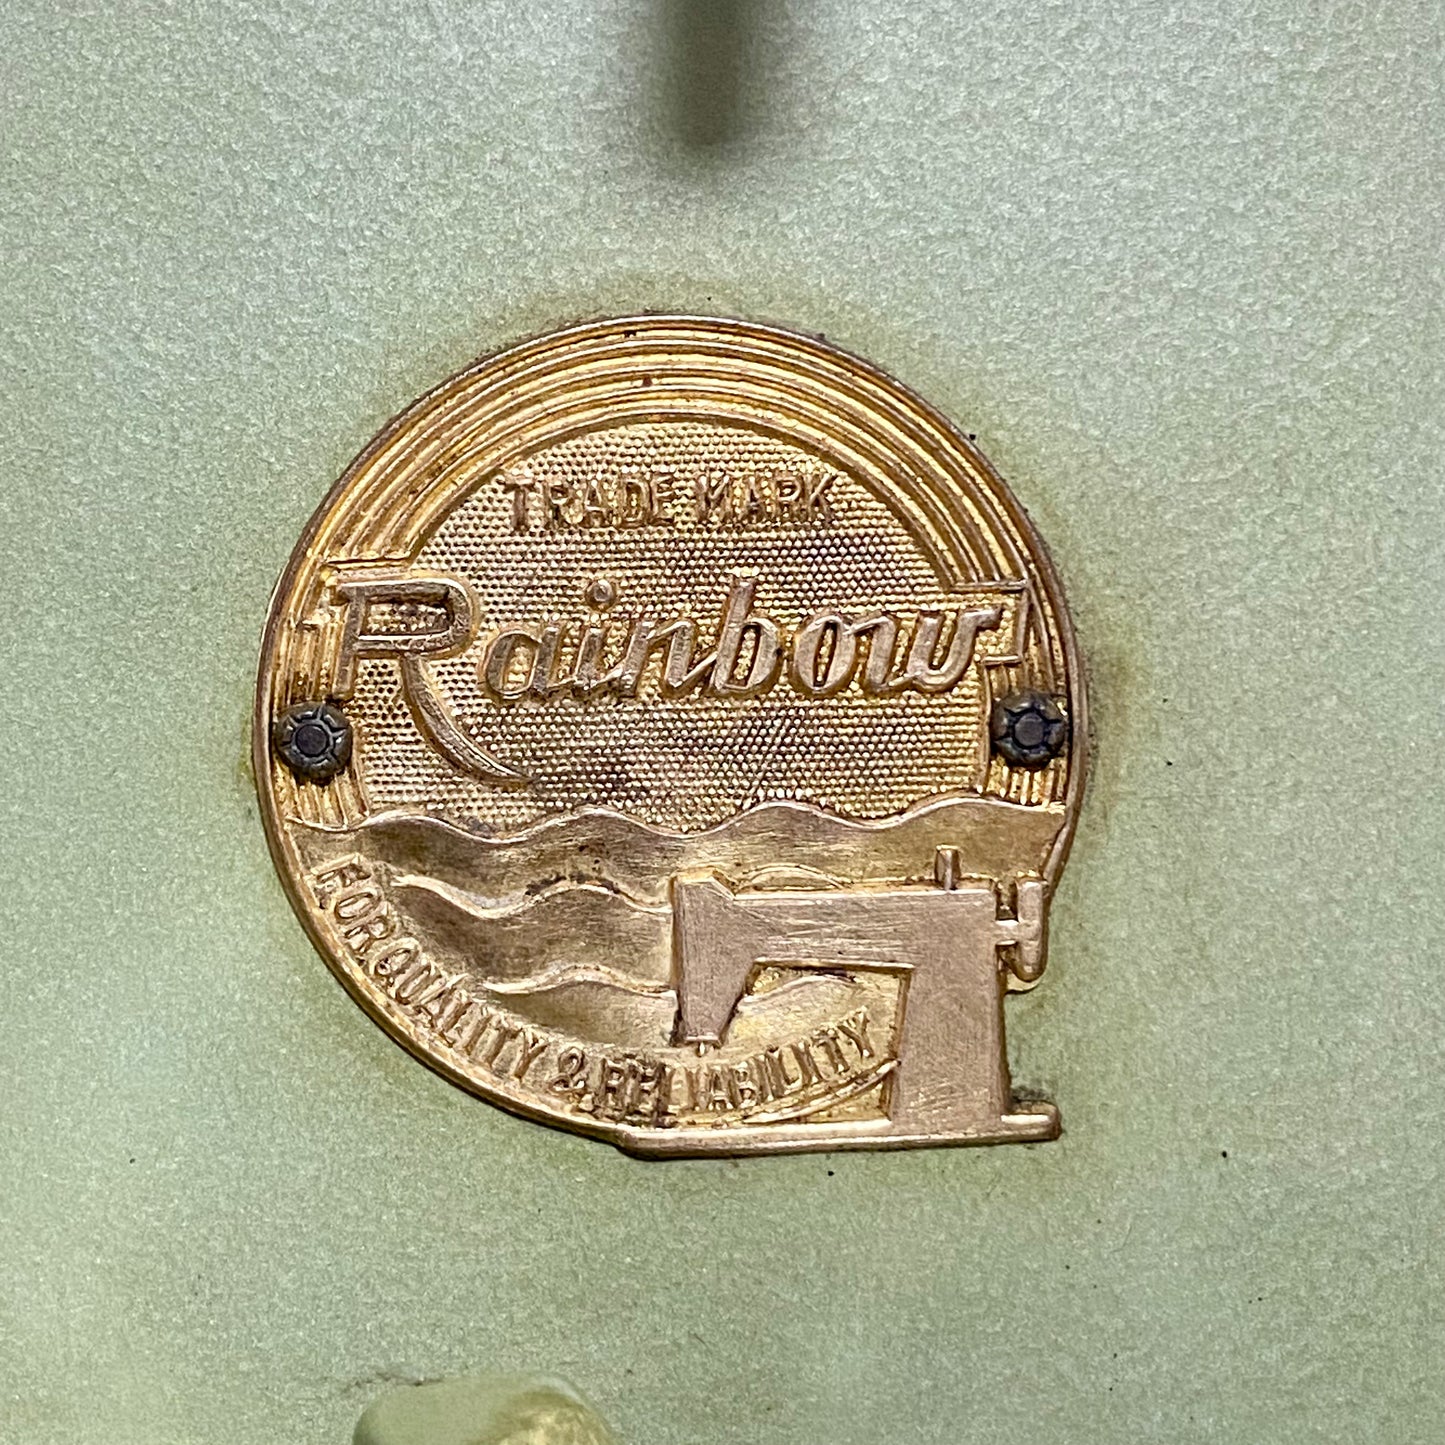 TRADE MARK
Rainbow
FOR QUALITY & RELIABILITY